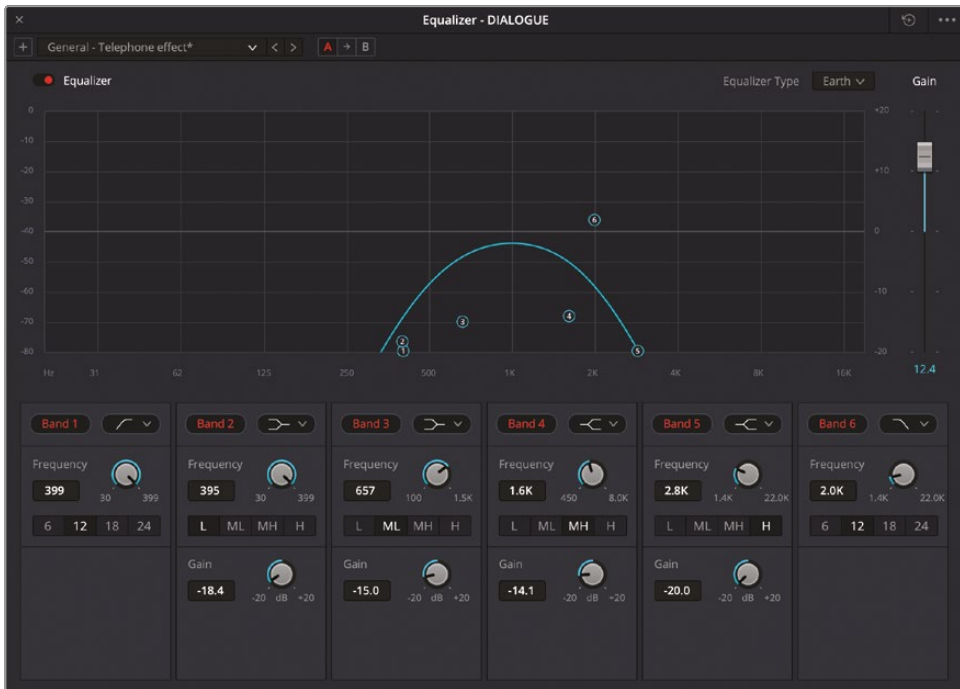 Equalizer - DIALOGUE
General - Telephone effect*
A B
Equalizer
Equalizer Type Earth Gain
0 +20
-10
-20 +10
-30
-40 0
-50
-60 -10
-70
-80 -20
6
3
4
2
1
5
Hz 31 62 125 250 500 1K 2K 4K 8K 16K
12.4
Band 1 Band 2 Band 3 Band 4 Band 5 Band 6
Frequency Frequency Frequency Frequency Frequency Frequency
399 395 657 1.6K 2.8K 2.0K
30 399 30 399 100 1.5K 450 8.0K 1.4K 22.0K 1.4K 22.0K
6 12 18 24 L ML MH H L ML MH H L ML MH H L ML MH H 6 12 18 24
Gain Gain Gain Gain
-18.4 -15.0 -14.1 -20.0
-20 dB +20 -20 dB +20 -20 dB +20 -20 dB +20